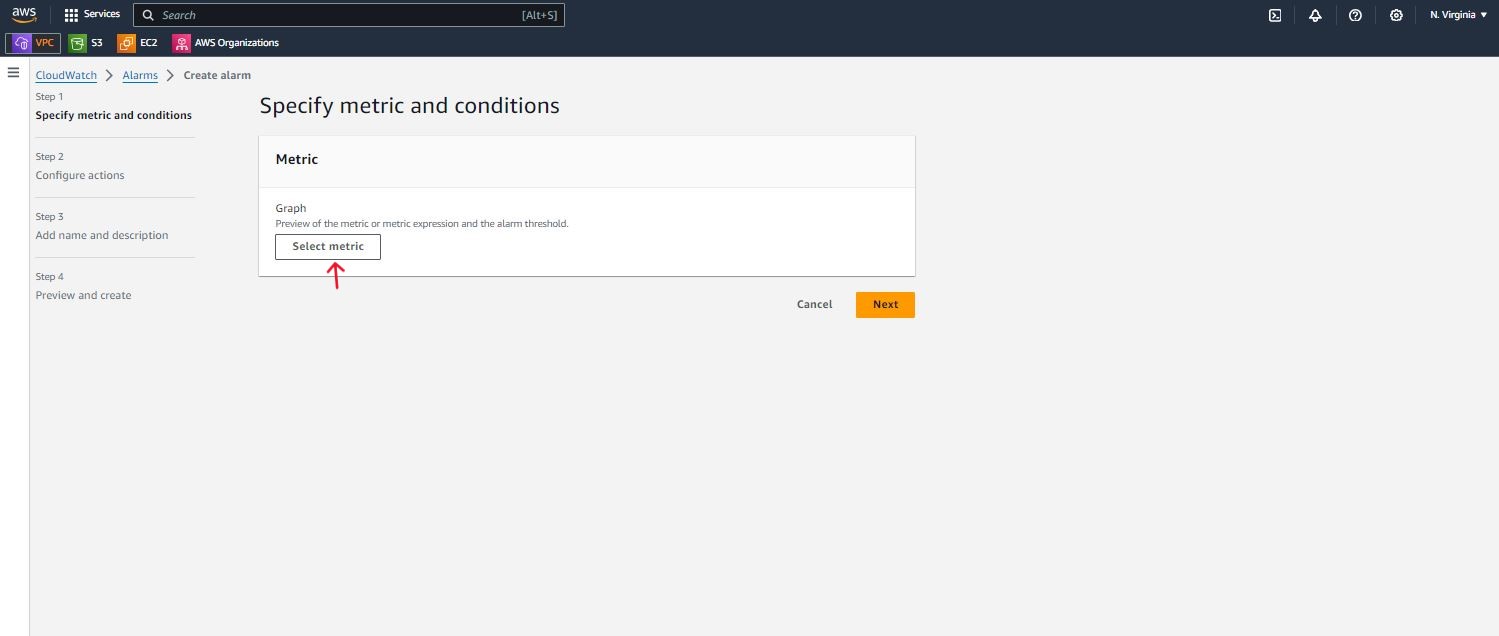 aws Services Search [Alt+S] N. Virginia
VPC S3 EC2 AWS Organizations
CloudWatch Alarms Create alarm
Step 1
Specify metric and conditions
Step 2
Configure actions
Step 3
Add name and description
Step 4
Preview and create
Specify metric and conditions
Metric
Graph
Preview of the metric or metric expression and the alarm threshold.
Select metric
Cancel Next